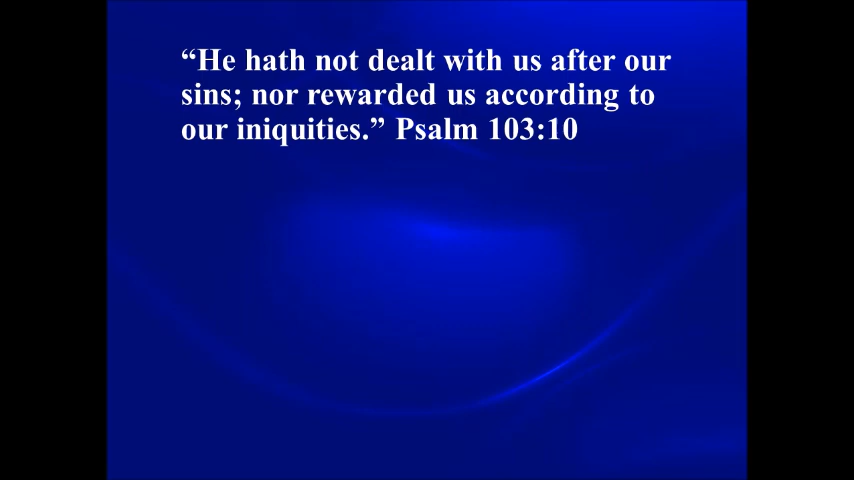 “He hath not dealt with us after our
sins; nor rewarded us according to
our iniquities.” Psalm 103:10